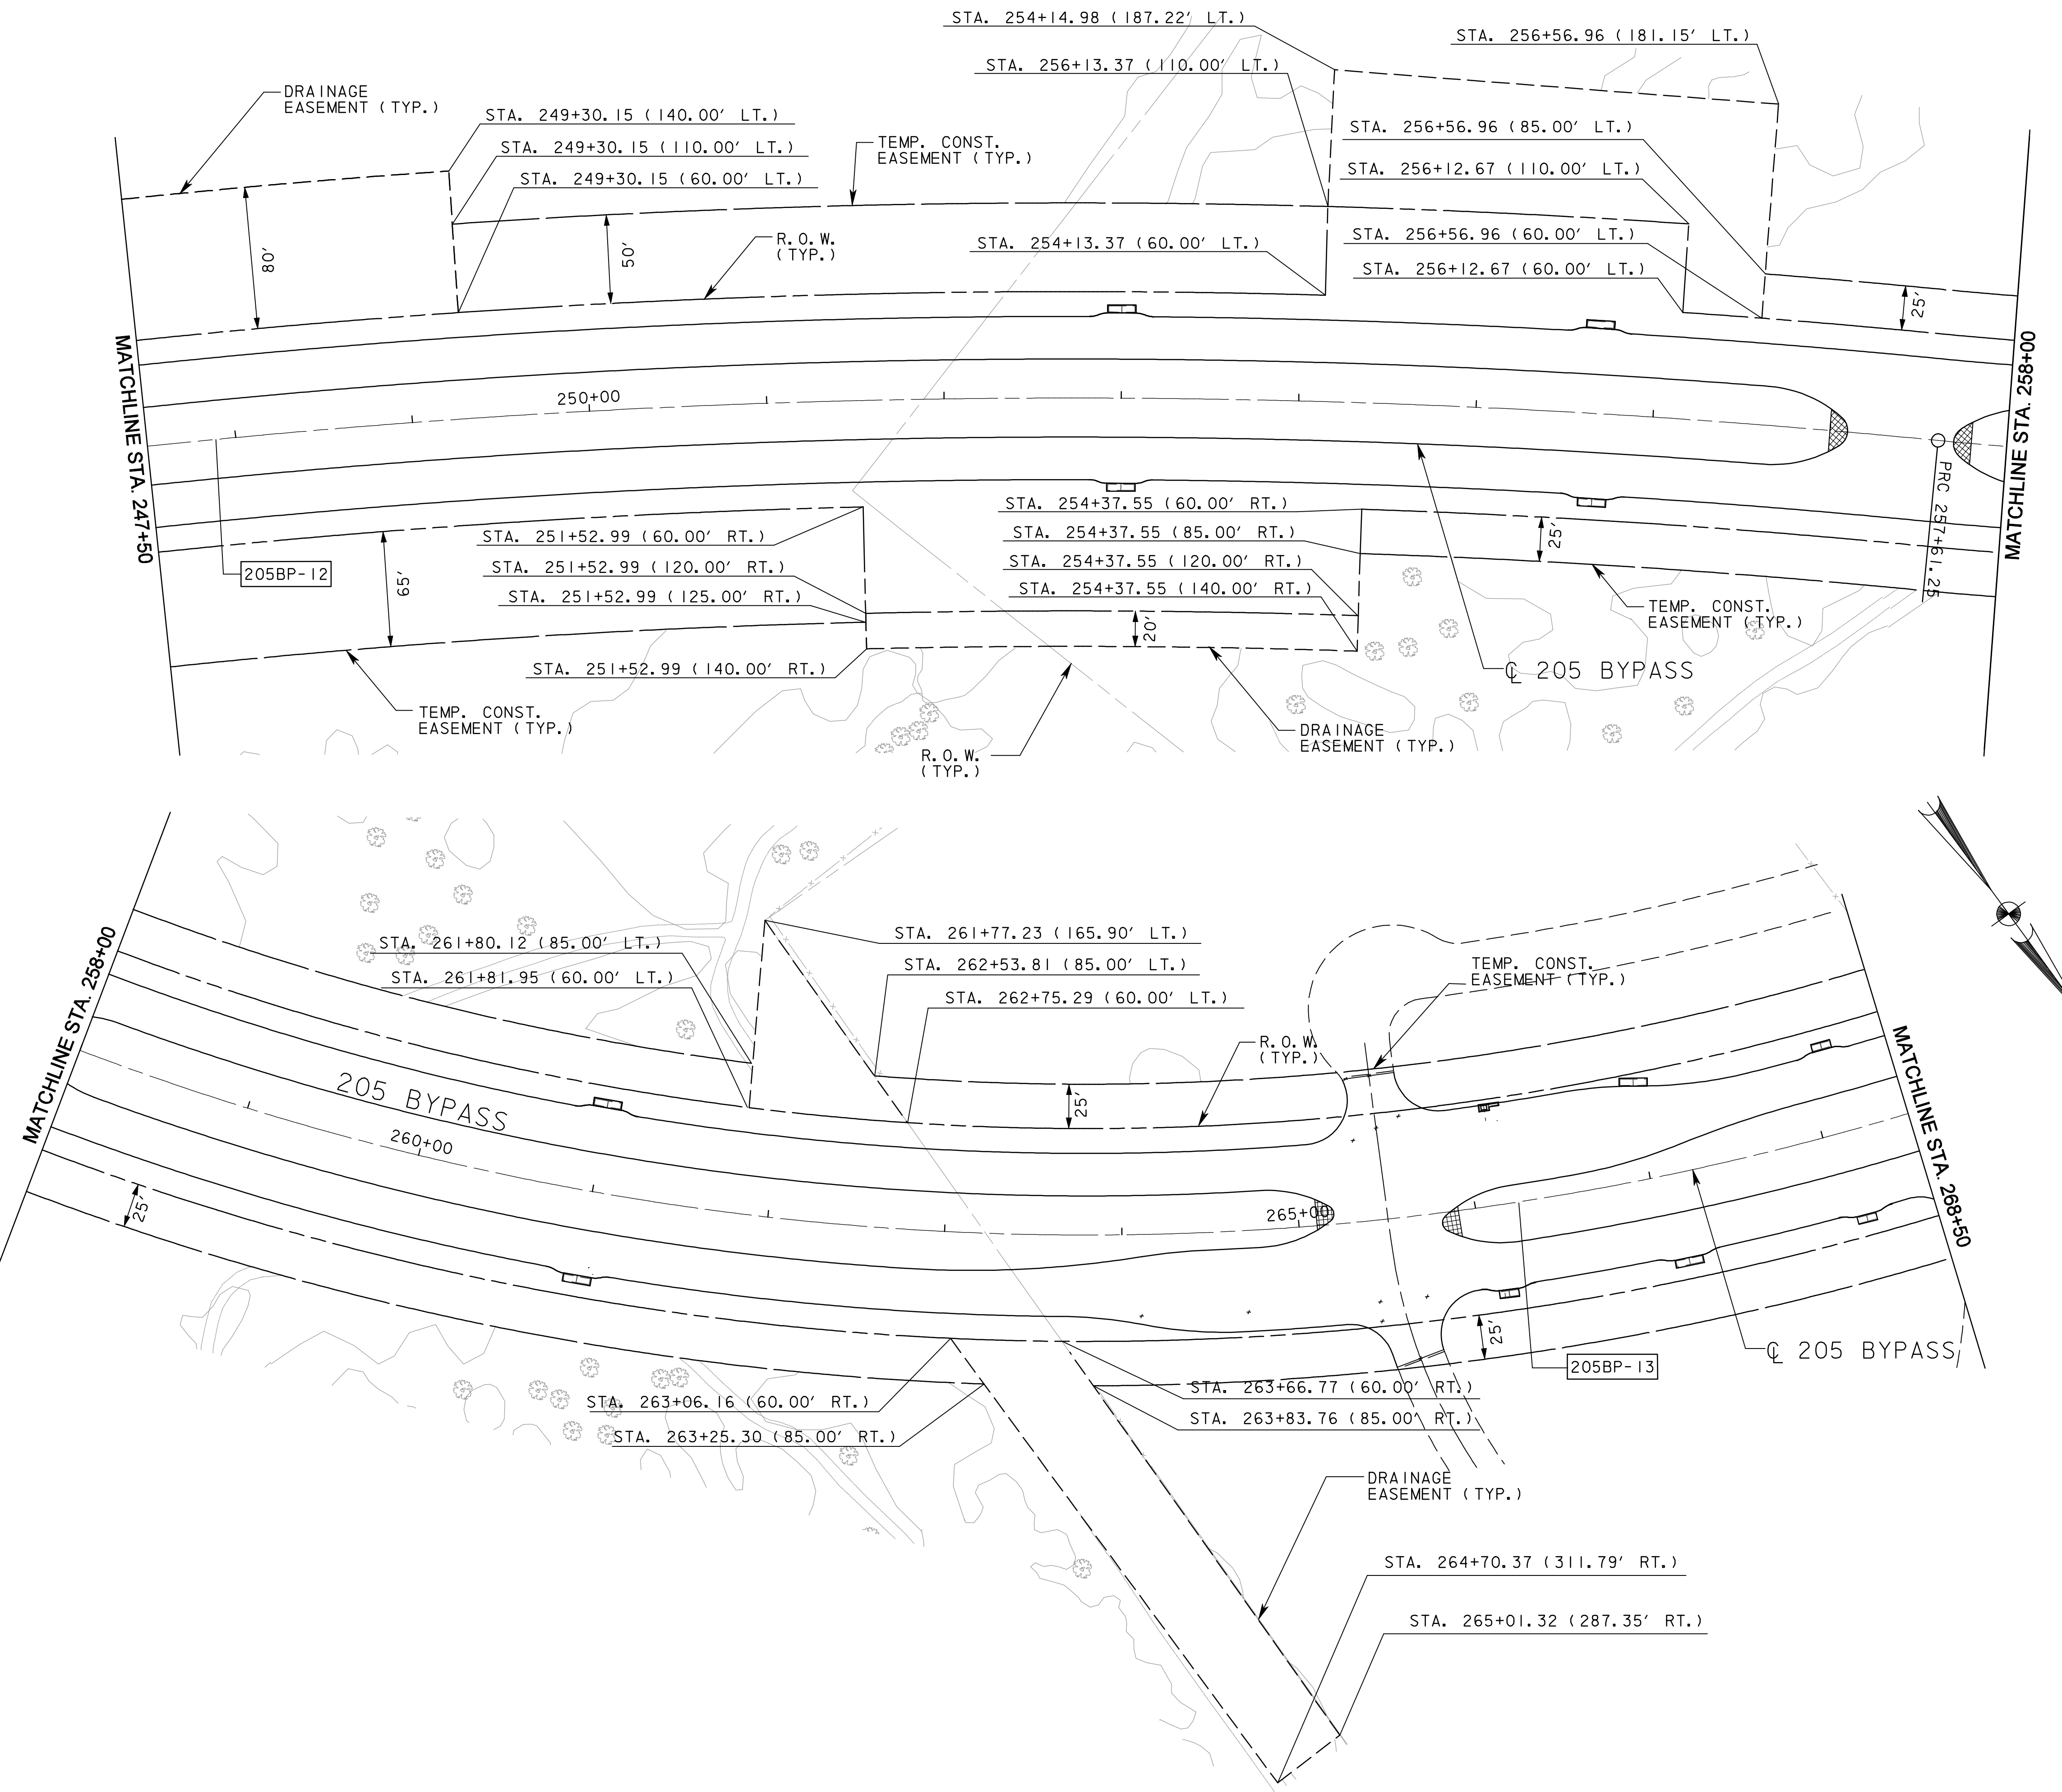 STA. 254+14.98 (187.22' LT.)
STA. 256+56.96 (181.15' LT.)
STA. 256+13.37 (110.00' LT.)
DRAINAGE
EASEMENT (TYP.)
STA. 249+30.15 (140.00' LT.)
STA. 249+30.15 (110.00' LT.)
STA. 249+30.15 (60.00' LT.)
TEMP. CONST.
EASEMENT (TYP.)
STA. 256+56.96 (85.00' LT.)
STA. 256+12.67 (110.00' LT.)
80'
50'
R.O.W.
(TYP.)
STA. 254+13.37 (60.00' LT.)
STA. 256+56.96 (60.00' LT.)
STA. 256+12.67 (60.00' LT.)
25'
MATCHLINE STA. 247+50
250+00
MATCHLINE STA. 258+00
PRC 257+61.25
205BP-12
65'
STA. 251+52.99 (60.00' RT.)
STA. 251+52.99 (120.00' RT.)
STA. 251+52.99 (125.00' RT.)
STA. 251+52.99 (140.00' RT.)
STA. 254+37.55 (60.00' RT.)
STA. 254+37.55 (85.00' RT.)
STA. 254+37.55 (120.00' RT.)
STA. 254+37.55 (140.00' RT.)
25'
20'
TEMP. CONST.
EASEMENT (TYP.)
℄ 205 BYPASS
TEMP. CONST.
EASEMENT (TYP.)
R.O.W.
(TYP.)
DRAINAGE
EASEMENT (TYP.)
MATCHLINE STA. 258+00
STA. 261+80.12 (85.00' LT.)
STA. 261+81.95 (60.00' LT.)
STA. 261+77.23 (165.90' LT.)
STA. 262+53.81 (85.00' LT.)
STA. 262+75.29 (60.00' LT.)
TEMP. CONST.
EASEMENT (TYP.)
R.O.W.
(TYP.)
25'
205 BYPASS
260+00
265+00
MATCHLINE STA. 268+50
25'
25'
℄ 205 BYPASS
205BP-13
STA. 263+06.16 (60.00' RT.)
STA. 263+25.30 (85.00' RT.)
STA. 263+66.77 (60.00' RT.)
STA. 263+83.76 (85.00' RT.)
DRAINAGE
EASEMENT (TYP.)
STA. 264+70.37 (311.79' RT.)
STA. 265+01.32 (287.35' RT.)